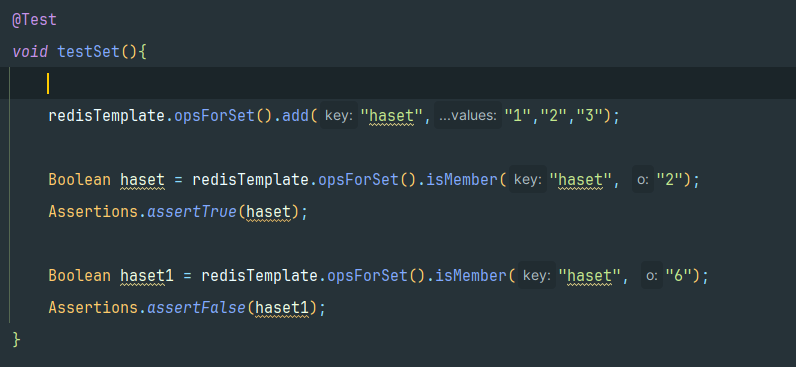 @Test
void testSet(){
redisTemplate.opsForSet().add( key: "haset", ...values: "1","2","3");
Boolean haset = redisTemplate.opsForSet().isMember( key: "haset", o: "2");
Assertions.assertTrue(haset);
Boolean haset1 = redisTemplate.opsForSet().isMember( key: "haset", o: "6");
Assertions.assertFalse(haset1);
}